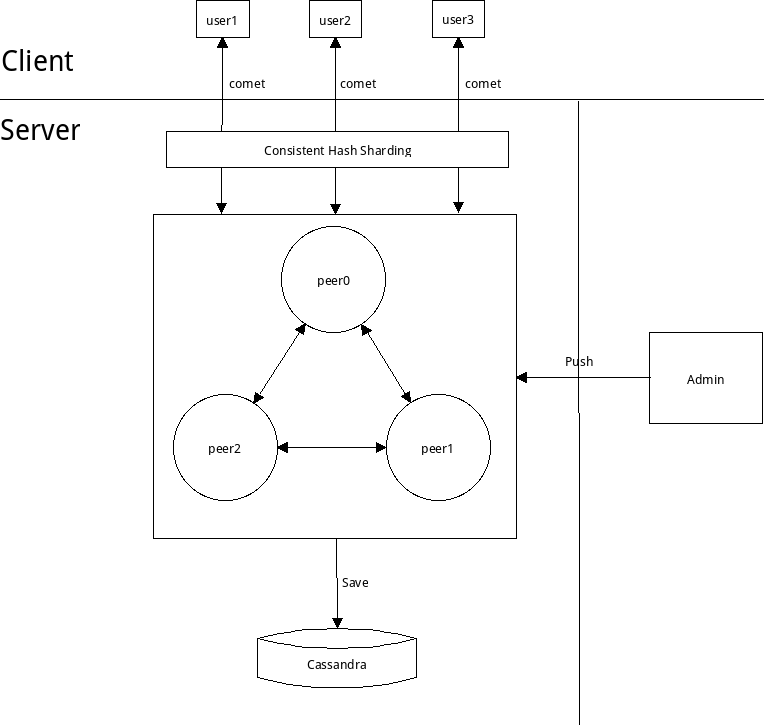 user1
user2
user3
Client
comet
comet
comet
Server
Consistent Hash Sharding
peer0
Push
Admin
peer2
peer1
Save
Cassandra